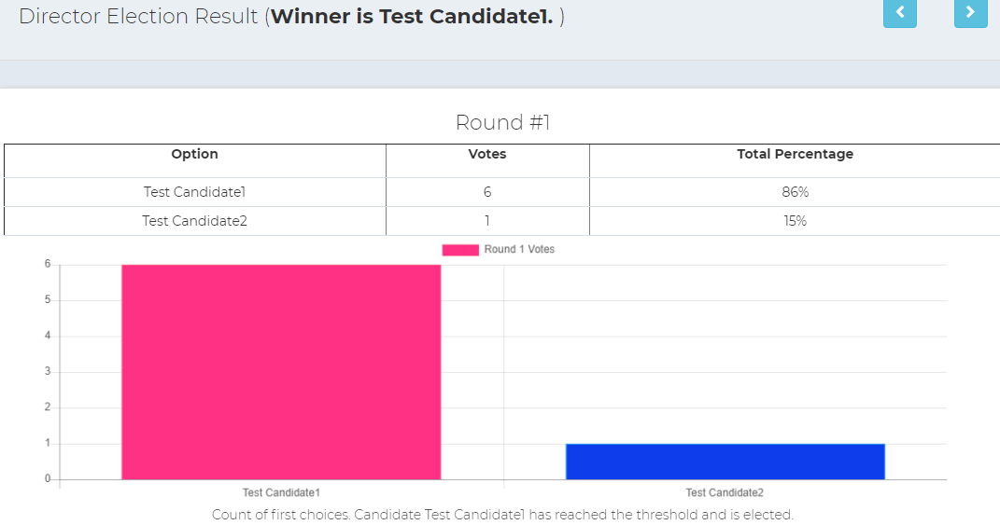 Director Election Result (Winner is Test Candidate1. )
Round #1
Option Votes Total Percentage
Test Candidate1 6 86%
Test Candidate2 1 15%
Round 1 Votes
6
5
4
3
2
1
0
Test Candidate1 Test Candidate2
Count of first choices. Candidate Test Candidate1 has reached the threshold and is elected.